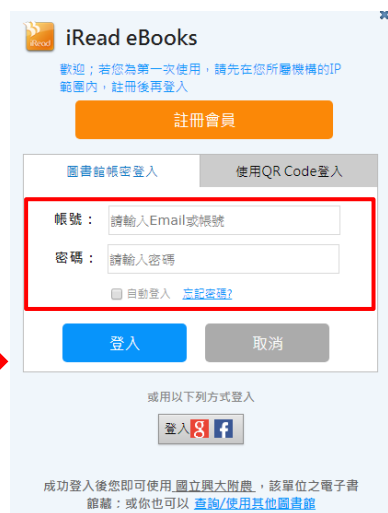 iRead eBooks
歡迎；若您為第一次使用，請先在您所屬機構的IP
範圍內，註冊後再登入
註冊會員
圖書館帳密登入
使用QR Code登入
帳號：
請輸入Email或帳號
密碼：
請輸入密碼
自動登入 忘記密碼?
登入
取消
或用以下列方式登入
登入 8 f
成功登入後您即可使用 國立興大附農 ，該單位之電子書
館藏：或你也可以 查詢/使用其他圖書館